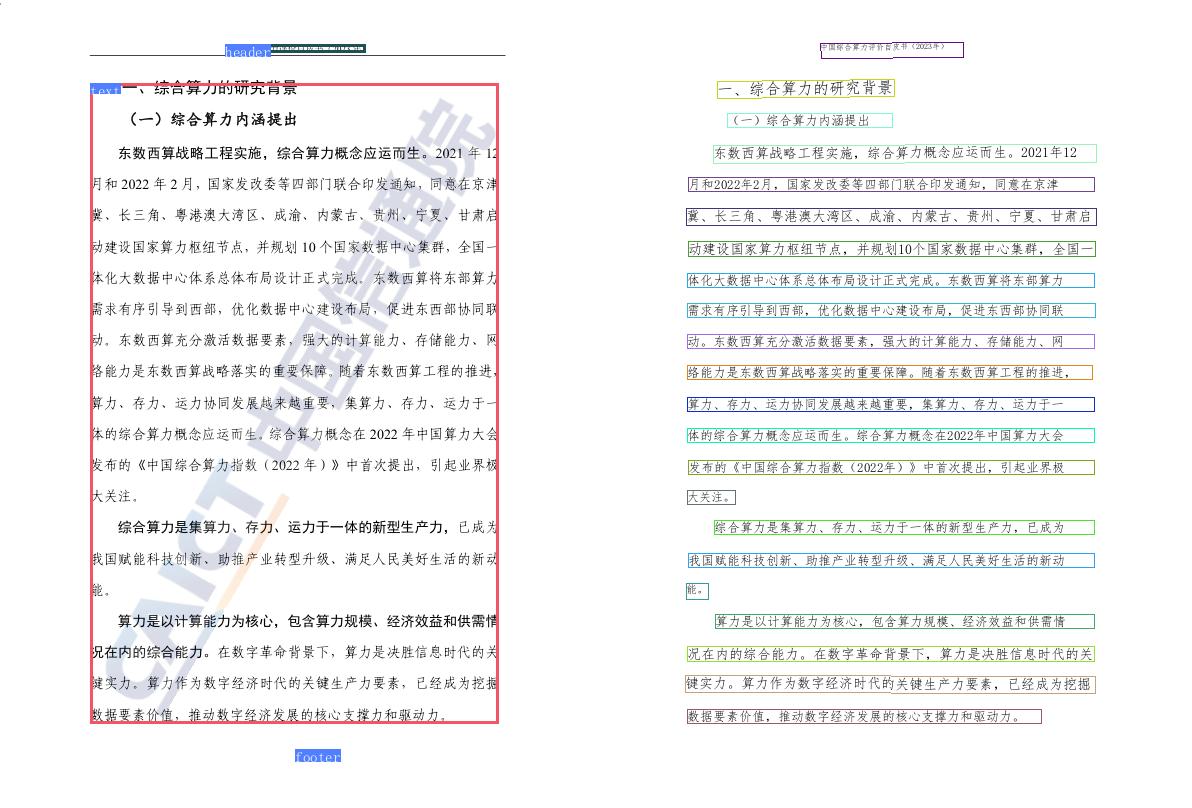 header
text
一、综合算力的研究背景
（一）综合算力内涵提出
东数西算战略工程实施，综合算力概念应运而生。2021 年 12
月和 2022 年 2 月，国家发改委等四部门联合印发通知，同意在京津
冀、长三角、粤港澳大湾区、成渝、内蒙古、贵州、宁夏、甘肃启
动建设国家算力枢纽节点，并规划 10 个国家数据中心集群，全国一
体化大数据中心体系总体布局设计正式完成。东数西算将东部算力
需求有序引导到西部，优化数据中心建设布局，促进东西部协同联
动。东数西算充分激活数据要素，强大的计算能力、存储能力、网
络能力是东数西算战略落实的重要保障。随着东数西算工程的推进，
算力、存力、运力协同发展越来越重要，集算力、存力、运力于一
体的综合算力概念应运而生。综合算力概念在 2022 年中国算力大会
发布的《中国综合算力指数（2022 年）》中首次提出，引起业界极
大关注。
综合算力是集算力、存力、运力于一体的新型生产力，已成为
我国赋能科技创新、助推产业转型升级、满足人民美好生活的新动
能。
算力是以计算能力为核心，包含算力规模、经济效益和供需情
况在内的综合能力。在数字革命背景下，算力是决胜信息时代的关
键实力。算力作为数字经济时代的关键生产力要素，已经成为挖掘
数据要素价值，推动数字经济发展的核心支撑力和驱动力。
CAICT 中国信通院
footer
中国综合算力评价白皮书（2023年）
一、综合算力的研究背景
（一）综合算力内涵提出
东数西算战略工程实施，综合算力概念应运而生。2021年12
月和2022年2月，国家发改委等四部门联合印发通知，同意在京津
冀、长三角、粤港澳大湾区、成渝、内蒙古、贵州、宁夏、甘肃启
动建设国家算力枢纽节点，并规划10个国家数据中心集群，全国一
体化大数据中心体系总体布局设计正式完成。东数西算将东部算力
需求有序引导到西部，优化数据中心建设布局，促进东西部协同联
动。东数西算充分激活数据要素，强大的计算能力、存储能力、网
络能力是东数西算战略落实的重要保障。随着东数西算工程的推进，
算力、存力、运力协同发展越来越重要，集算力、存力、运力于一
体的综合算力概念应运而生。综合算力概念在2022年中国算力大会
发布的《中国综合算力指数（2022年）》中首次提出，引起业界极
大关注。
综合算力是集算力、存力、运力于一体的新型生产力，已成为
我国赋能科技创新、助推产业转型升级、满足人民美好生活的新动
能。
算力是以计算能力为核心，包含算力规模、经济效益和供需情
况在内的综合能力。在数字革命背景下，算力是决胜信息时代的关
键实力。算力作为数字经济时代的关键生产力要素，已经成为挖掘
数据要素价值，推动数字经济发展的核心支撑力和驱动力。